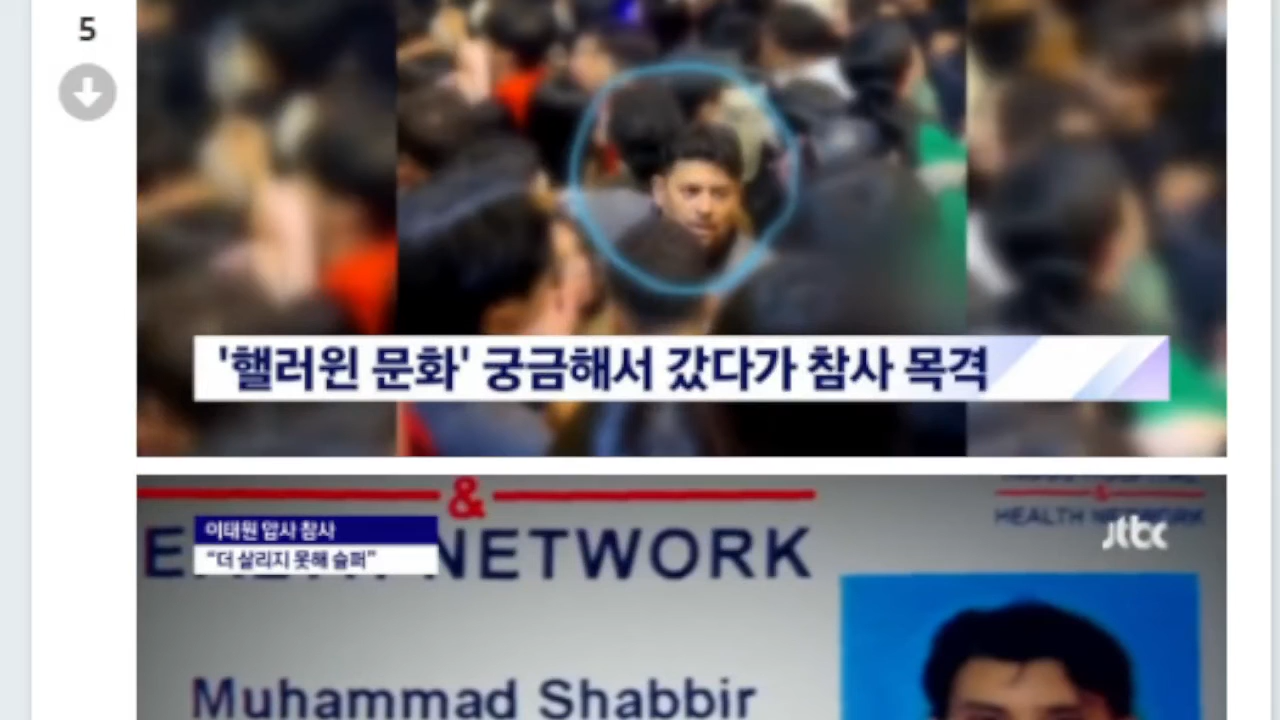 5
'핼러윈 문화' 궁금해서 갔다가 참사 목격
&
&
HEALTH NETWORK
이태원 압사 참사
jtbc
"더 살리지 못해 슬퍼"
NETWORK
Muhammad Shabbir